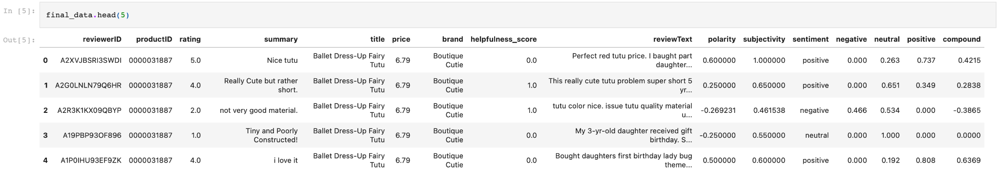 In [5]:
final_data.head(5)
Out[5]:
reviewerID productID rating summary title price brand helpfulness_score reviewText polarity subjectivity sentiment negative neutral positive compound
0 A2XVJBSRI3SWDI 0000031887 5.0 Nice tutu Ballet Dress-Up Fairy Tutu 6.79 Boutique Cutie 0.0 Perfect red tutu price. I baught part daughter... 0.600000 1.000000 positive 0.000 0.263 0.737 0.4215
1 A2G0LNLN79Q6HR 0000031887 4.0 Really Cute but rather short. Ballet Dress-Up Fairy Tutu 6.79 Boutique Cutie 1.0 This really cute tutu problem super short 5 yr... 0.250000 0.650000 positive 0.000 0.651 0.349 0.2838
2 A2R3K1KX09QBYP 0000031887 2.0 not very good material. Ballet Dress-Up Fairy Tutu 6.79 Boutique Cutie 1.0 tutu color nice. issue tutu quality material u... -0.269231 0.461538 negative 0.466 0.534 0.000 -0.3865
3 A19PBP93OF896 0000031887 1.0 Tiny and Poorly Constructed! Ballet Dress-Up Fairy Tutu 6.79 Boutique Cutie 0.0 My 3-yr-old daughter received gift birthday. S... -0.250000 0.550000 neutral 0.000 1.000 0.000 0.0000
4 A1P0IHU93EF9ZK 0000031887 4.0 i love it Ballet Dress-Up Fairy Tutu 6.79 Boutique Cutie 0.0 Bought daughters first birthday lady bug theme... 0.500000 0.600000 positive 0.000 0.192 0.808 0.6369